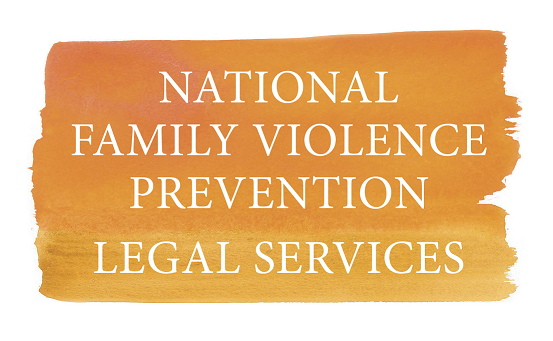 NATIONAL
FAMILY VIOLENCE
PREVENTION
LEGAL SERVICES